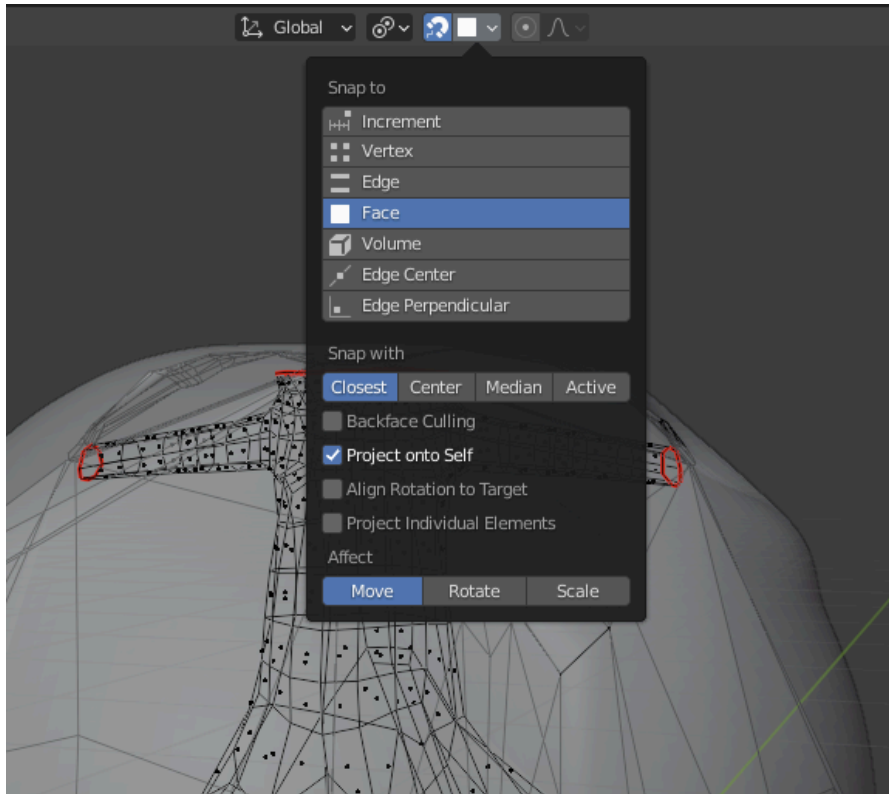 Global
Snap to
Increment
Vertex
Edge
Face
Volume
Edge Center
Edge Perpendicular
Snap with
Closest Center Median Active
Backface Culling
Project onto Self
Align Rotation to Target
Project Individual Elements
Affect
Move Rotate Scale